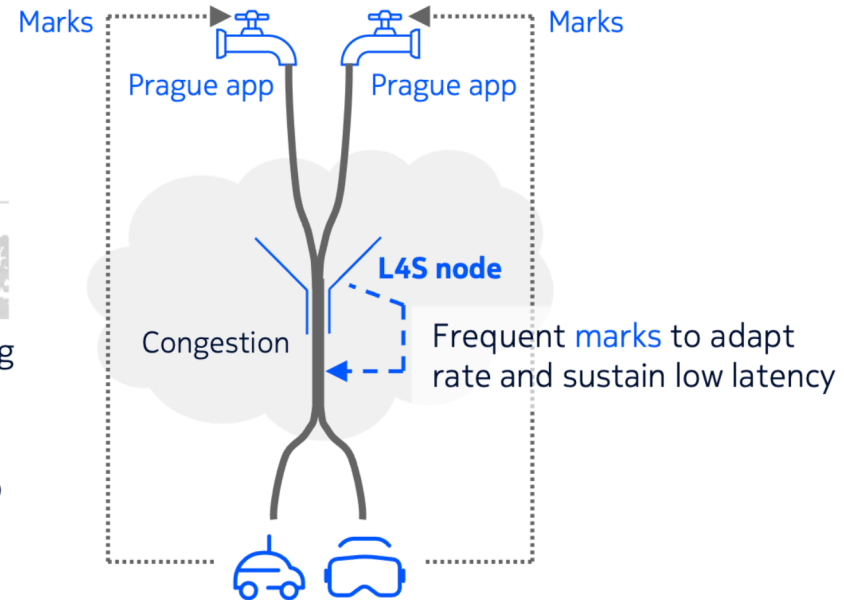 Marks
Marks
Prague app
Prague app
L4S node
Congestion
Frequent marks to adapt
rate and sustain low latency
g